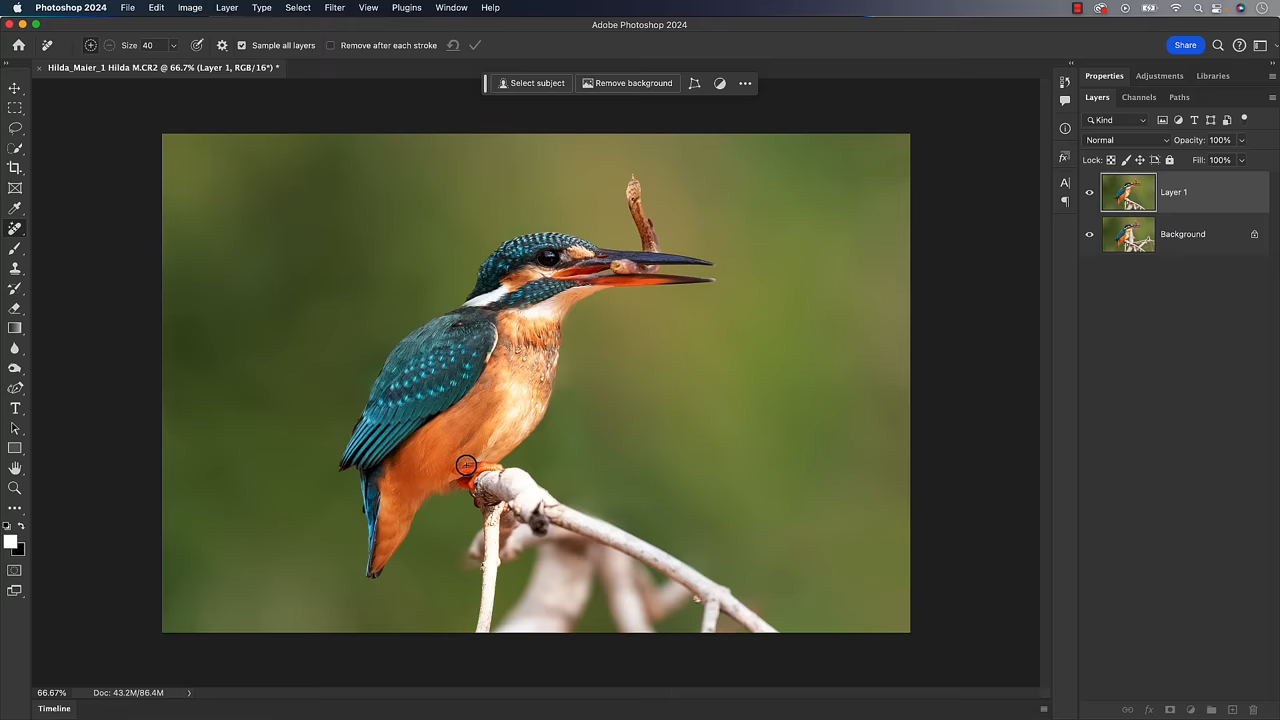 Photoshop 2024 File Edit Image Layer Type Select Filter View Plugins Window Help
Adobe Photoshop 2024
Size 40 Sample all layers Remove after each stroke Share
× Hilda_Maier_1 Hilda M.CR2 @ 66.7% (Layer 1, RGB/16*) *
Select subject Remove background
Properties Adjustments Libraries
Layers Channels Paths
Kind
Normal Opacity: 100%
Lock: Fill: 100%
Layer 1
Background
66.67% Doc: 43.2M/86.4M
Timeline